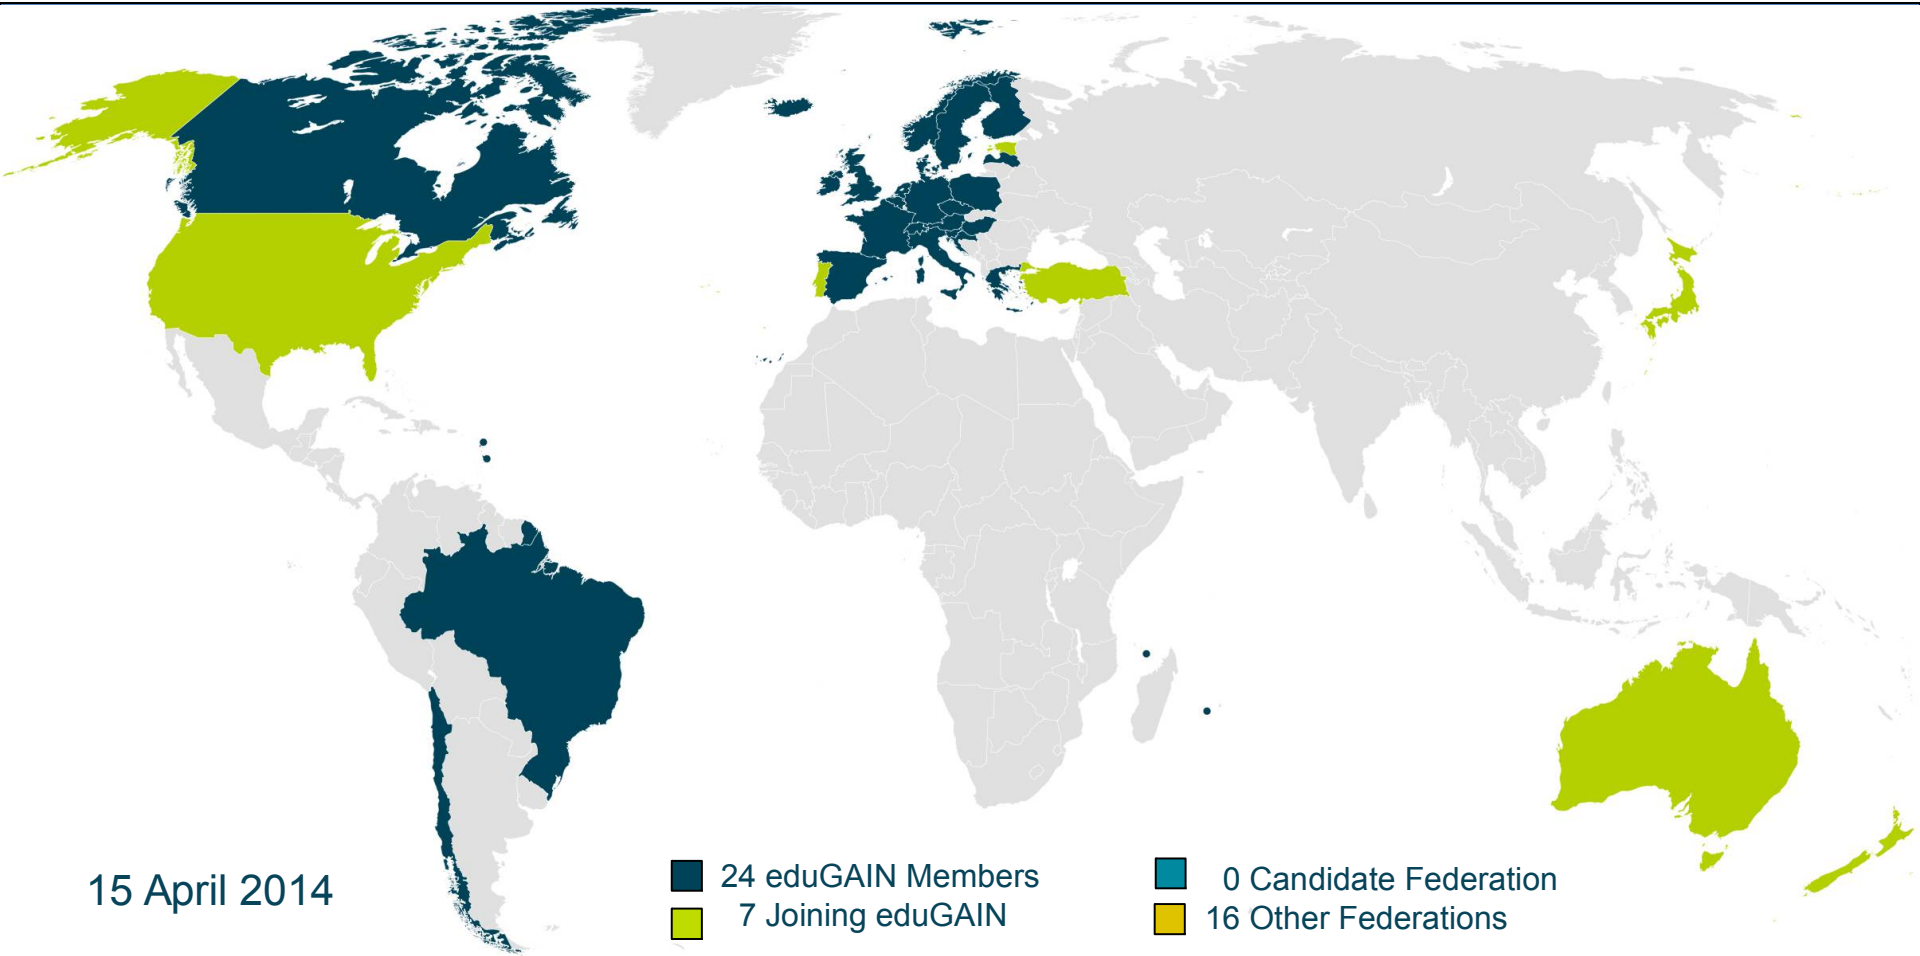 15 April 2014
24 eduGAIN Members
7 Joining eduGAIN
0 Candidate Federation
16 Other Federations